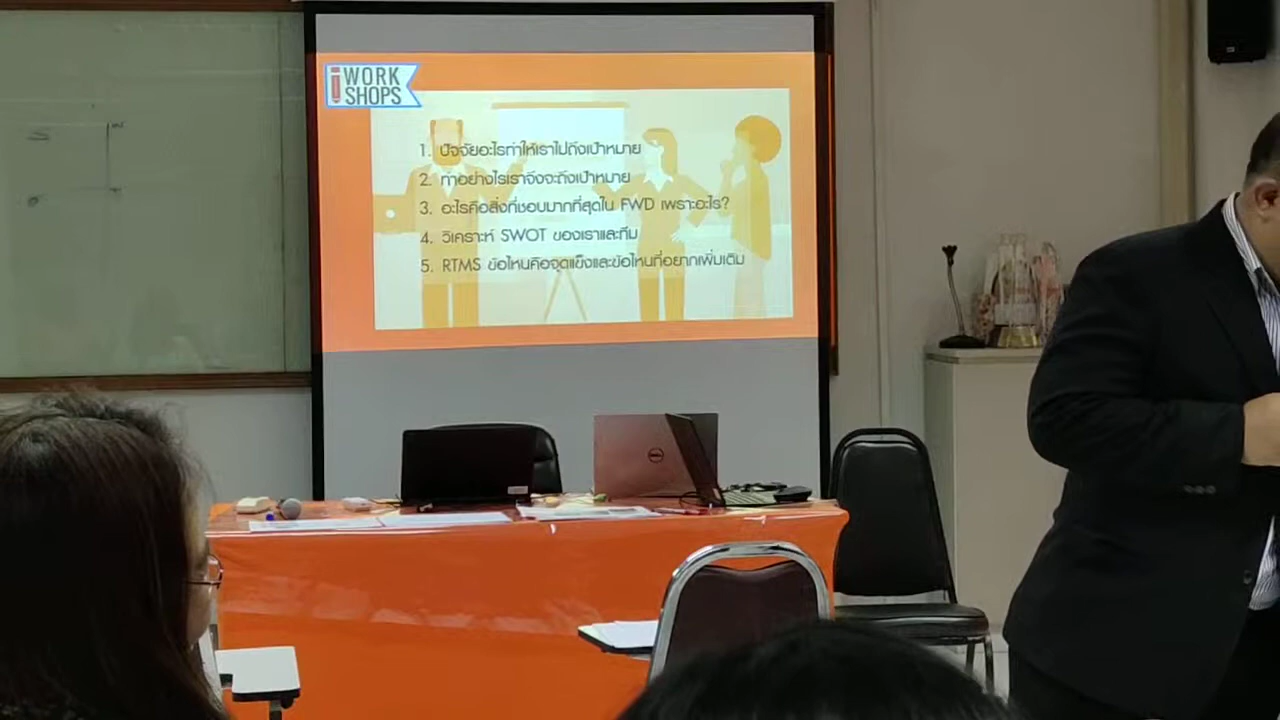 WORK
SHOPS
1. ปัจจัยอะไรทำให้เราไปถึงเป้าหมาย
2. ทำอย่างไรเราจึงจะถึงเป้าหมาย
3. อะไรคือสิ่งที่ชอบมากที่สุดใน FWD เพราะอะไร?
4. วิเคราะห์ SWOT ของเราและทีม
5. RTMS ข้อไหนคือจุดแข็งและข้อไหนที่อยากเพิ่มเติม
DELL